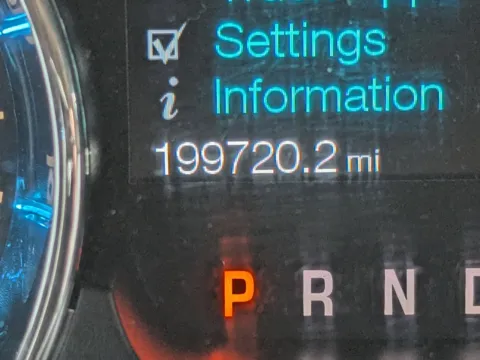 Settings
i Information
199720.2 mi
P R N